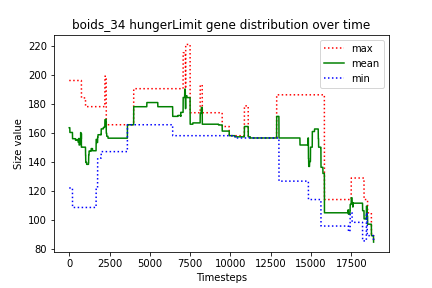 boids_34 hungerLimit gene distribution over time
max
mean
min
Size value
220
200
180
160
140
120
100
80
0 2500 5000 7500 10000 12500 15000 17500
Timesteps